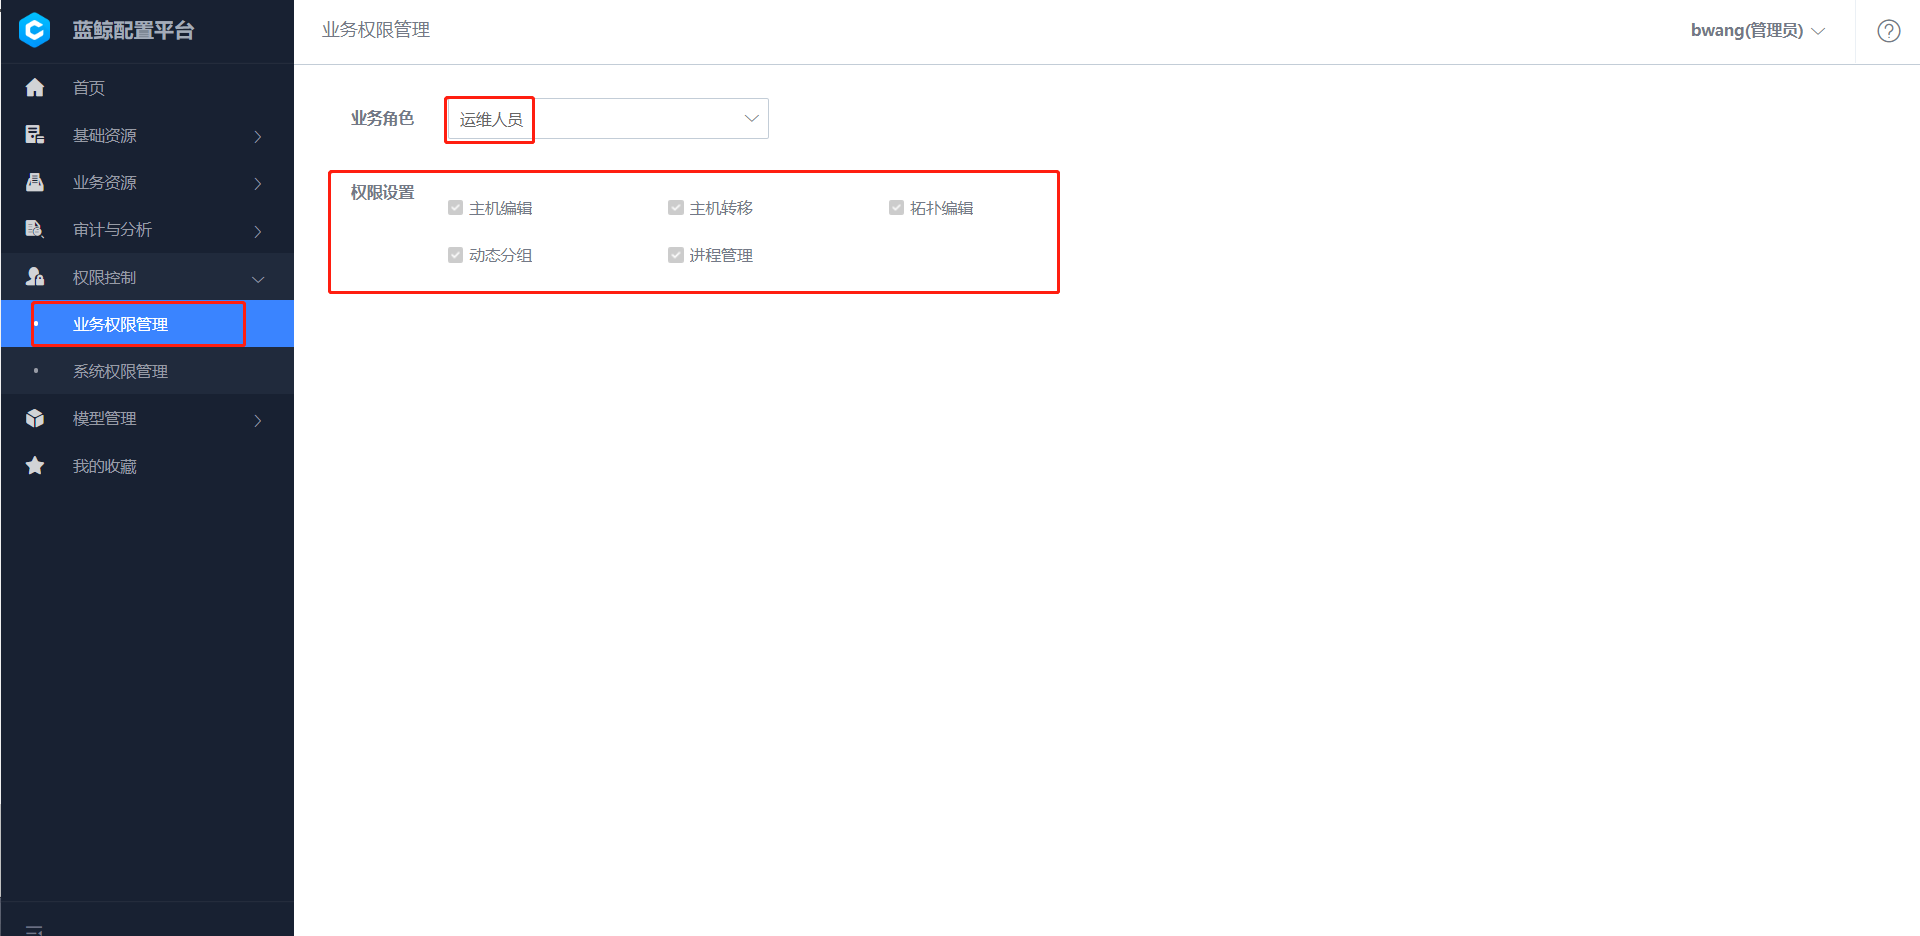 蓝鲸配置平台
首页
基础资源
业务资源
审计与分析
权限控制
业务权限管理
系统权限管理
模型管理
我的收藏
业务权限管理
bwang(管理员)
业务角色
运维人员
权限设置
主机编辑 主机转移 拓扑编辑
动态分组 进程管理